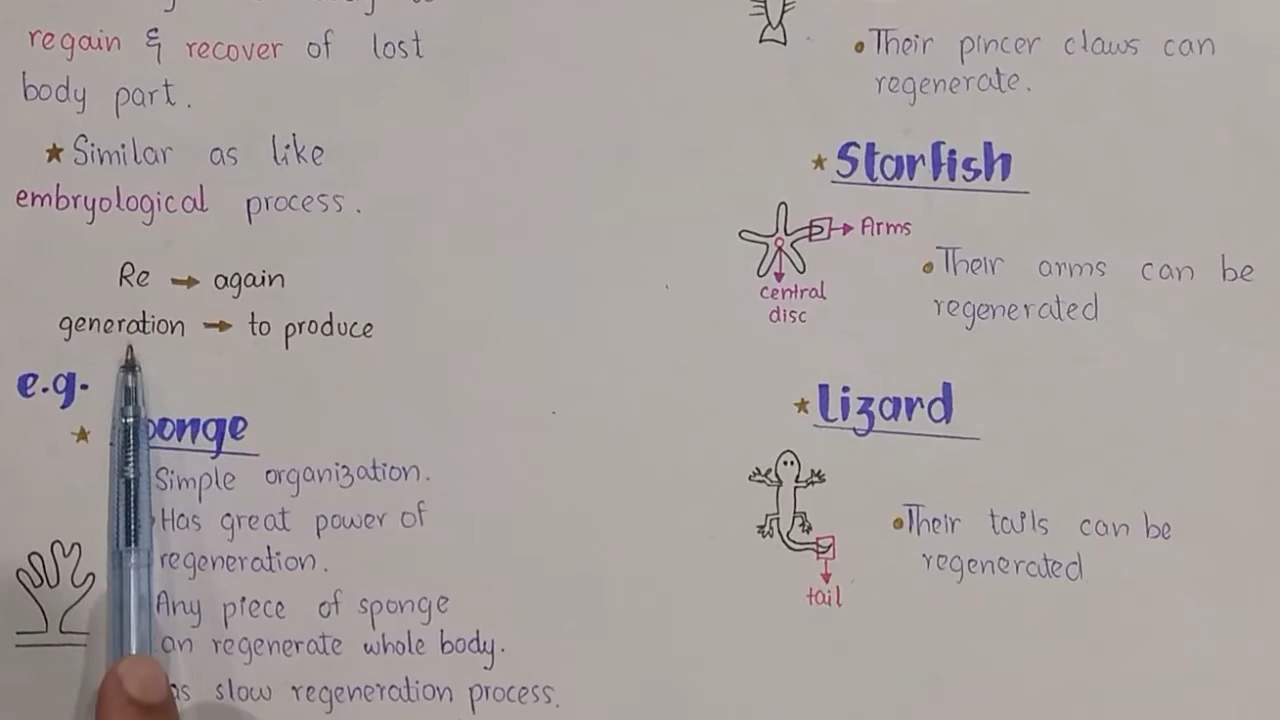 regain & recover of lost
body part.
★ Similar as like
embryological process.
Re → again
generation → to produce
e.g.
★ ponge
Simple organization.
Has great power of
regeneration.
Any piece of sponge
an regenerate whole body.
as slow regeneration process.
• Their pincer claws can
regenerate.
★ Starfish
→ Arms
central
disc
• Their arms can be
regenerated
★ Lizard
• Their tails can be
regenerated
tail